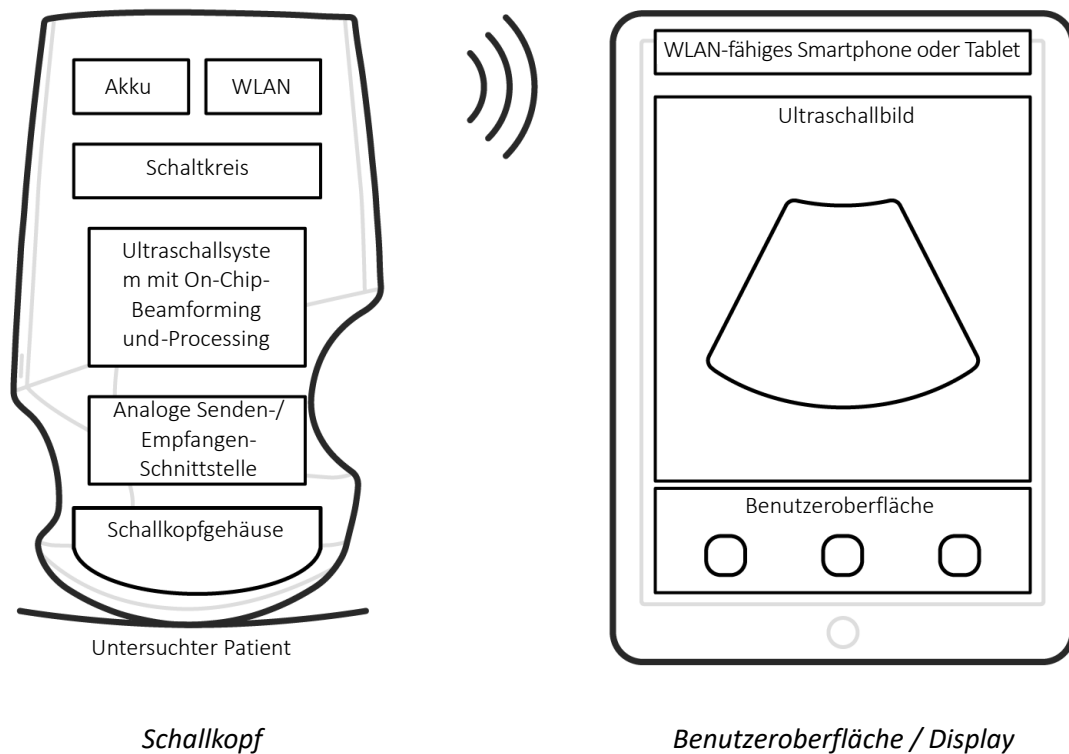 Akku
WLAN
Schaltkreis
Ultraschallsyste
m mit On-Chip-
Beamforming
und-Processing
Analoge Senden-/
Empfangen-
Schnittstelle
Schallkopfgehäuse
Untersuchter Patient
Schallkopf
WLAN-fähiges Smartphone oder Tablet
Ultraschallbild
Benutzeroberfläche
Benutzeroberfläche / Display